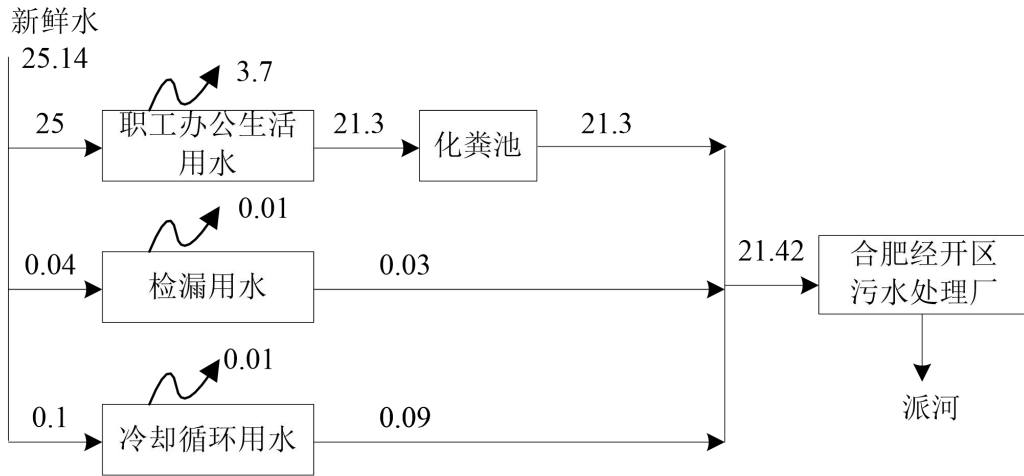 新鲜水
25.14
3.7
25
职工办公生活
用水
21.3
化粪池
21.3
0.01
0.04
检漏用水
0.03
21.42
合肥经开区
污水处理厂
0.01
0.1
冷却循环用水
0.09
派河